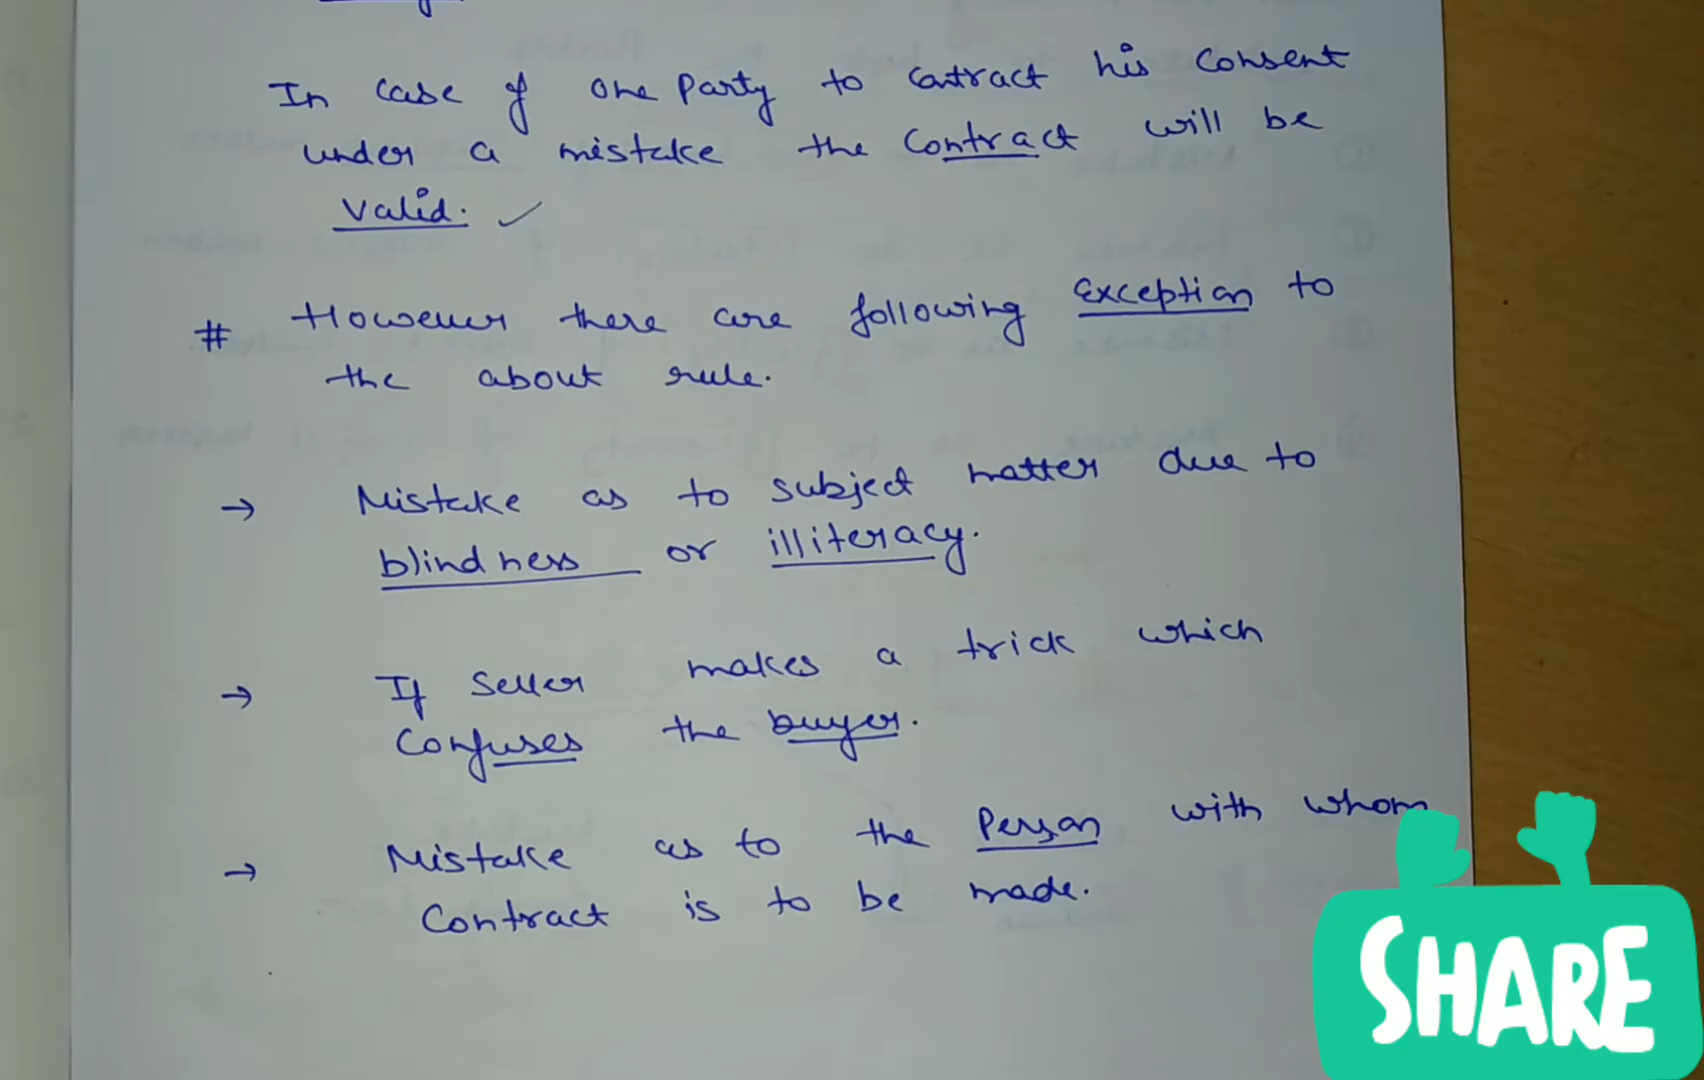 In case of one Party to contract his consent
under a mistake the contract will be
valid.
# However there are following exception to
the about rule.
→ Mistake as to subject matter due to
blindness or illiteracy.
→ If seller makes a trick which
confuses the buyer.
→ Mistake as to the Person with whom
contract is to be made.
SHARE